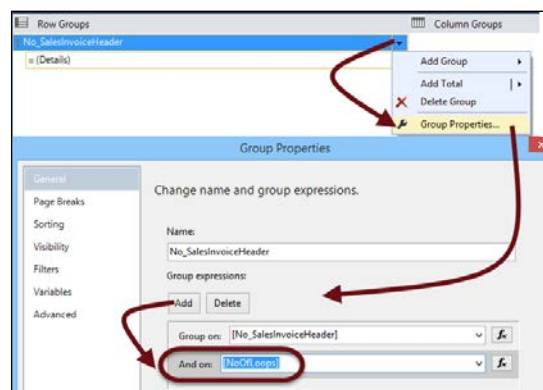 Row Groups
Column Groups
No_SalesInvoiceHeader
(Details)
Add Group
Add Total
Delete Group
Group Properties...
Group Properties
General
Page Breaks
Sorting
Visibility
Filters
Variables
Advanced
Change name and group expressions.
Name:
No_SalesInvoiceHeader
Group expressions:
Add
Delete
Group on: [No_SalesInvoiceHeader]
fx
And on: [NoOfLoops]
fx